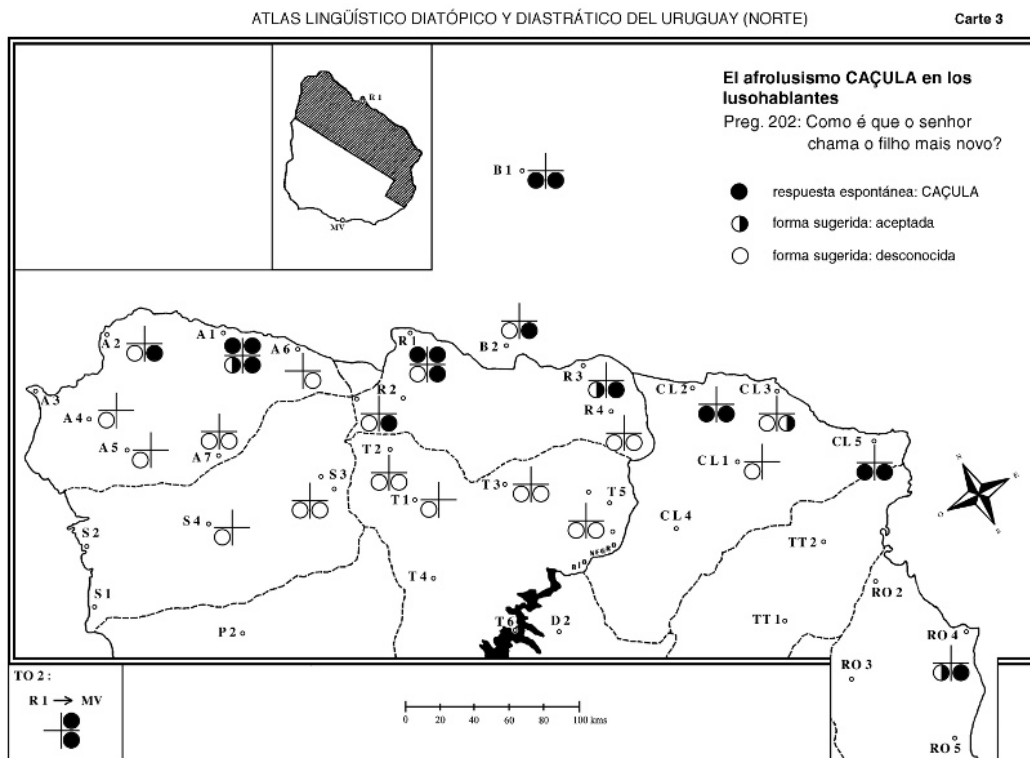 ATLAS LINGÜÍSTICO DIATÓPICO Y DIASTRÁTICO DEL URUGUAY (NORTE)
Carte 3
R 1
MV
El afrolusismo CAÇULA en los
lusohablantes
Preg. 202: Como é que o senhor
chama o filho mais novo?
respuesta espontánea: CAÇULA
forma sugerida: aceptada
forma sugerida: desconocida
B 1
A 2
A 1
A 6
R 1
B 2
R 3
A 3
A 4
R 2
R 4
CL 2
CL 3
A 5
A 7
T 2
CL 1
CL 5
S 3
T 1
T 3
T 5
S 4
CL 4
S 2
TT 2
RIO NEGRO
S 1
T 4
RO 2
P 2
T 6
D 2
TT 1
RO 4
RO 3
RO 5
TO 2 :
R 1 → MV
0 20 40 60 80 100 kms
N
E
S
O